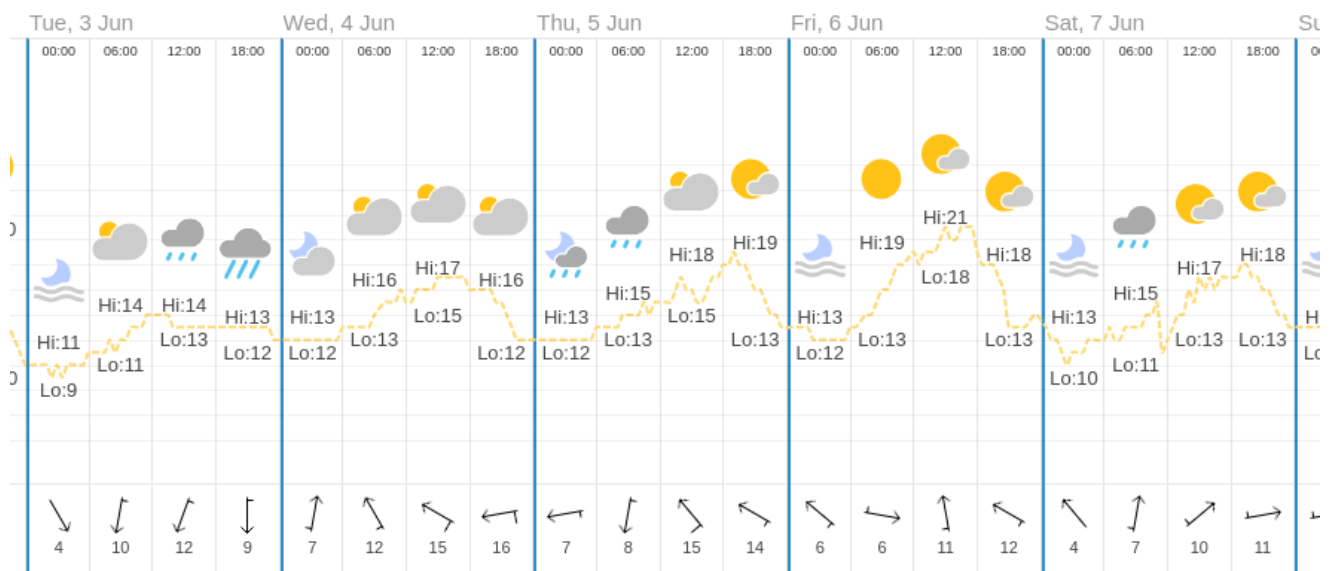 Tue, 3 Jun Wed, 4 Jun Thu, 5 Jun Fri, 6 Jun Sat, 7 Jun
00:00 06:00 12:00 18:00 00:00 06:00 12:00 18:00 00:00 06:00 12:00 18:00 00:00 06:00 12:00 18:00 00:00 06:00 12:00 18:00
Hi:11 Hi:14 Hi:14 Hi:13 Hi:13 Hi:16 Hi:17 Hi:16 Hi:13 Hi:15 Hi:18 Hi:19 Hi:13 Hi:19 Hi:21 Hi:18 Hi:13 Hi:15 Hi:17 Hi:18
Lo:9 Lo:11 Lo:13 Lo:12 Lo:12 Lo:13 Lo:15 Lo:12 Lo:12 Lo:13 Lo:15 Lo:13 Lo:12 Lo:13 Lo:18 Lo:13 Lo:10 Lo:11 Lo:13 Lo:13
4 10 12 9 7 12 15 16 7 8 15 14 6 6 11 12 4 7 10 11